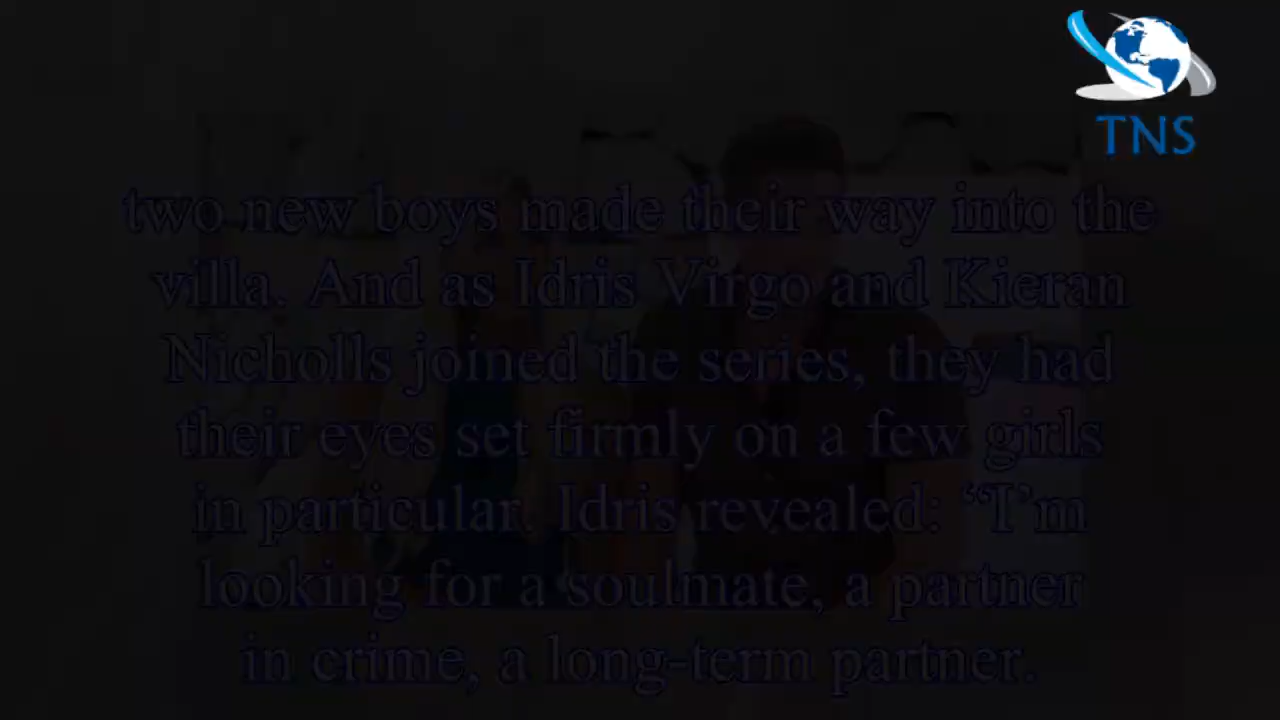 TNS
two new boys made their way into the
villa. And as Idris Virgo and Kieran
Nicholls joined the series, they had
their eyes set firmly on a few girls
in particular. Idris revealed: “I’m
looking for a soulmate, a partner
in crime, a long-term partner.